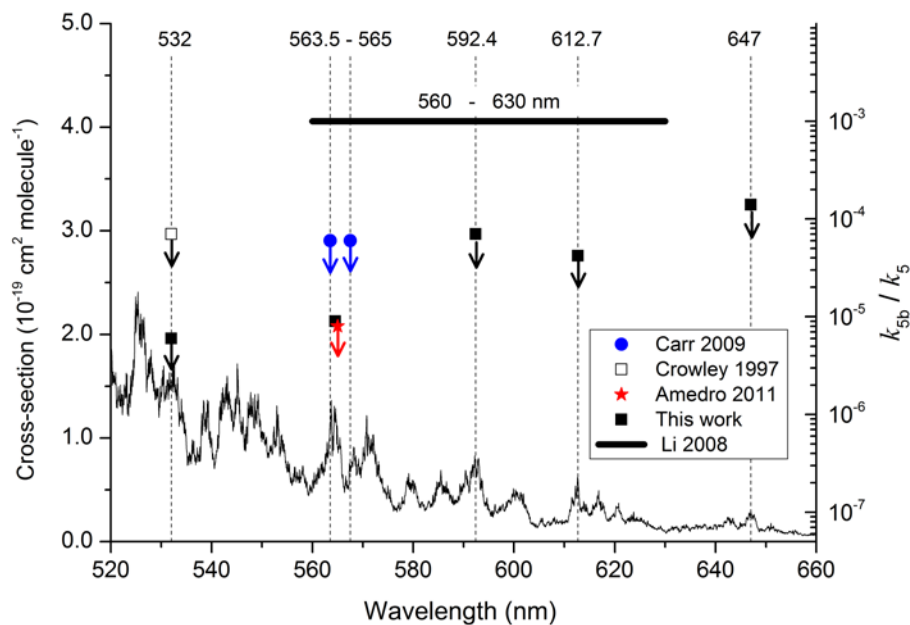 532 563.5 - 565 592.4 612.7 647
560 - 630 nm
5.0
4.0
3.0
2.0
1.0
0.0
Cross-section (10⁻¹⁹ cm² molecule⁻¹)
10⁻³
10⁻⁴
10⁻⁵
10⁻⁶
10⁻⁷
k5b / k5
Carr 2009
Crowley 1997
Amedro 2011
This work
Li 2008
520 540 560 580 600 620 640 660
Wavelength (nm)